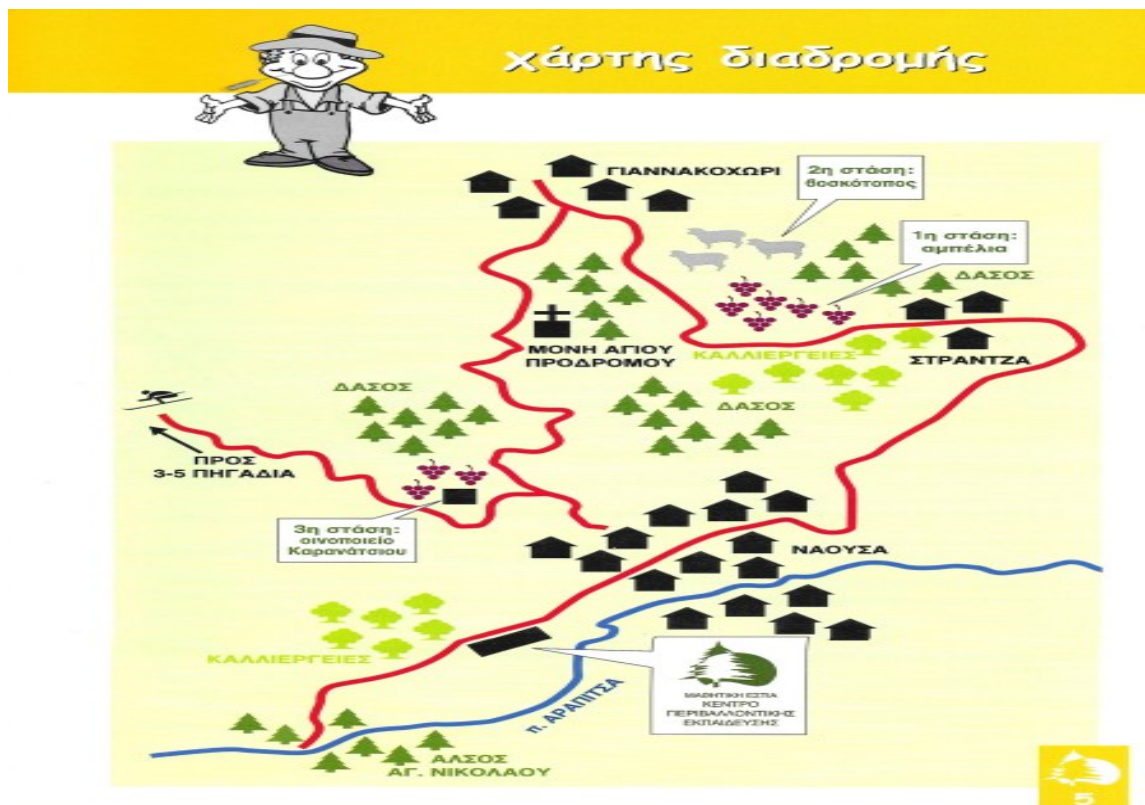 χάρτης διαδρομής
ΓΙΑΝΝΑΚΟΧΩΡΙ
2η στάση:
βοσκότοπος
1η στάση:
αμπέλια
ΔΑΣΟΣ
ΜΟΝΗ ΑΓΙΟΥ
ΠΡΟΔΡΟΜΟΥ
ΚΑΛΛΙΕΡΓΕΙΕΣ
ΣΤΡΑΝΤΖΑ
ΔΑΣΟΣ
ΔΑΣΟΣ
ΠΡΟΣ
3-5 ΠΗΓΑΔΙΑ
3η στάση:
οινοποιείο
Καρανάτσιου
ΝΑΟΥΣΑ
ΚΑΛΛΙΕΡΓΕΙΕΣ
ΜΑΘΗΤΙΚΗ ΕΣΤΙΑ
ΚΕΝΤΡΟ
ΠΕΡΙΒΑΛΛΟΝΤΙΚΗΣ
ΕΚΠΑΙΔΕΥΣΗΣ
π. ΑΡΑΠΙΤΣΑ
ΑΛΣΟΣ
ΑΓ. ΝΙΚΟΛΑΟΥ
5